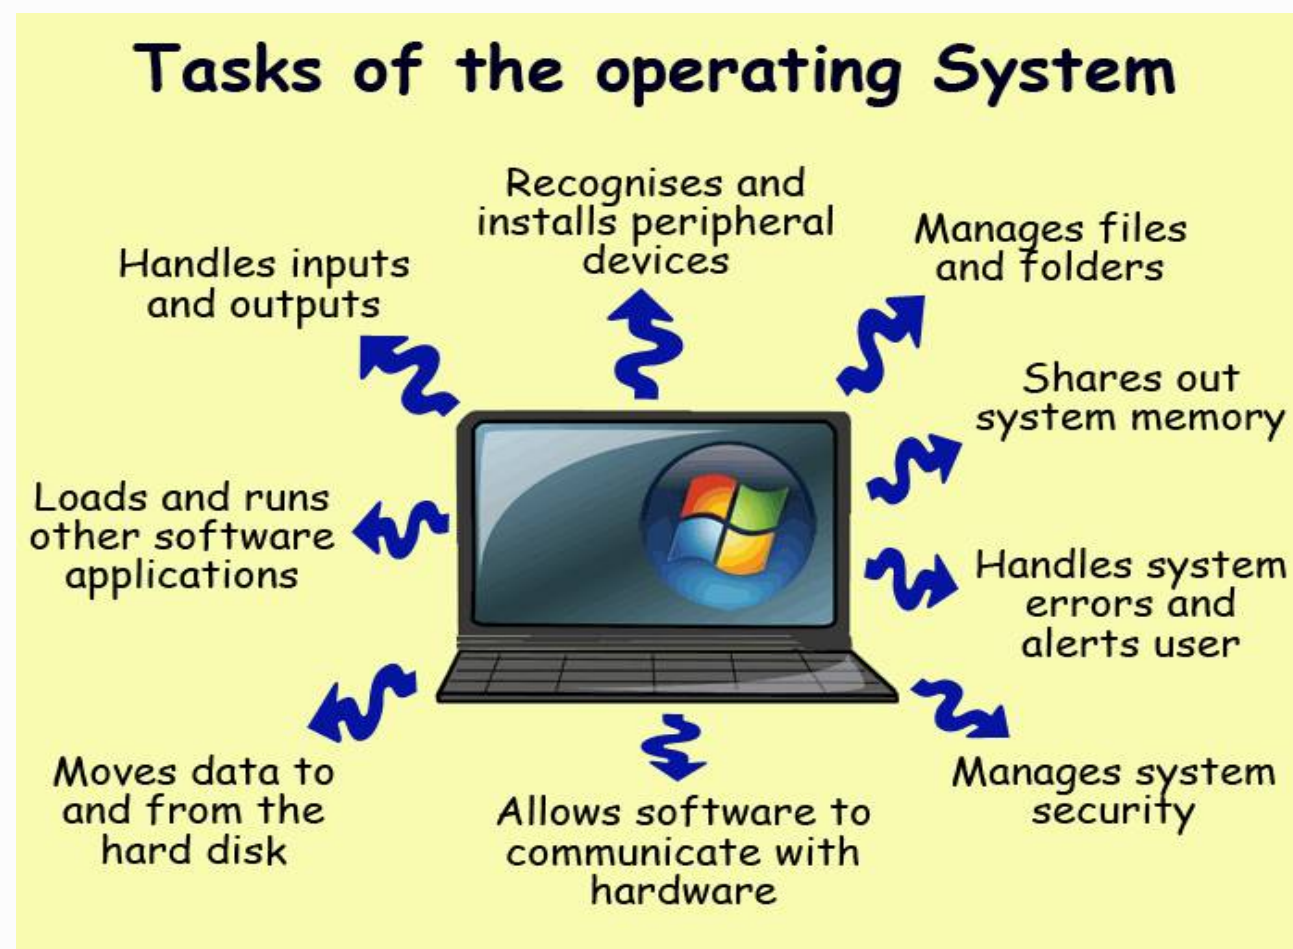 Tasks of the operating System
Recognises and
installs peripheral
devices
Manages files
and folders
Handles inputs
and outputs
Shares out
system memory
Loads and runs
other software
applications
Handles system
errors and
alerts user
Moves data to
and from the
hard disk
Allows software to
communicate with
hardware
Manages system
security